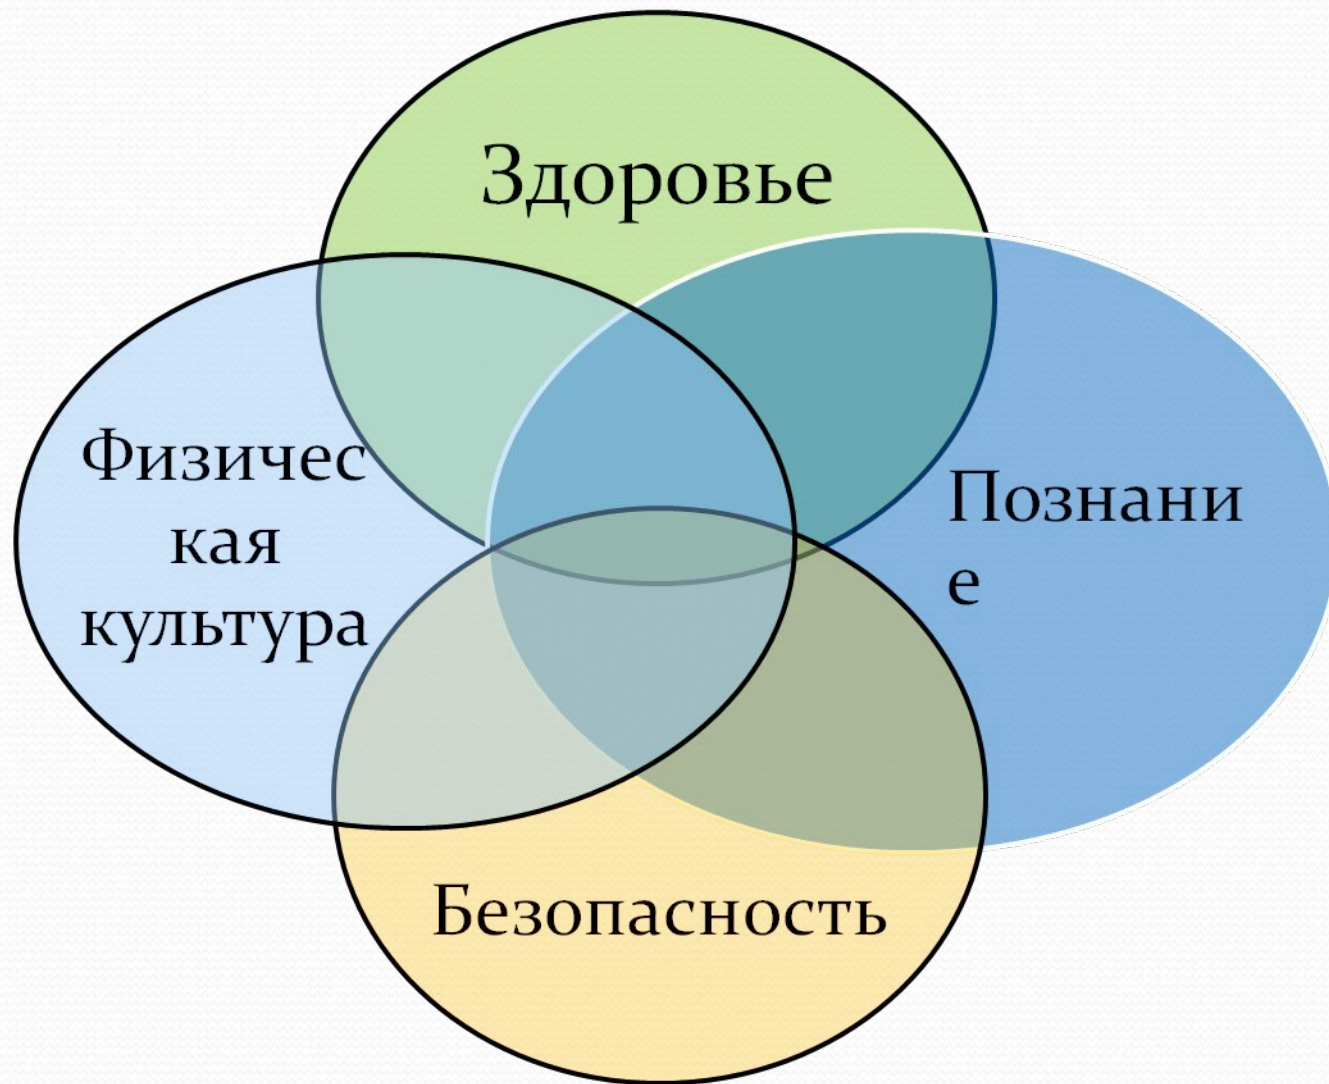 Здоровье
Физичес
кая
культура
Познани
е
Безопасность